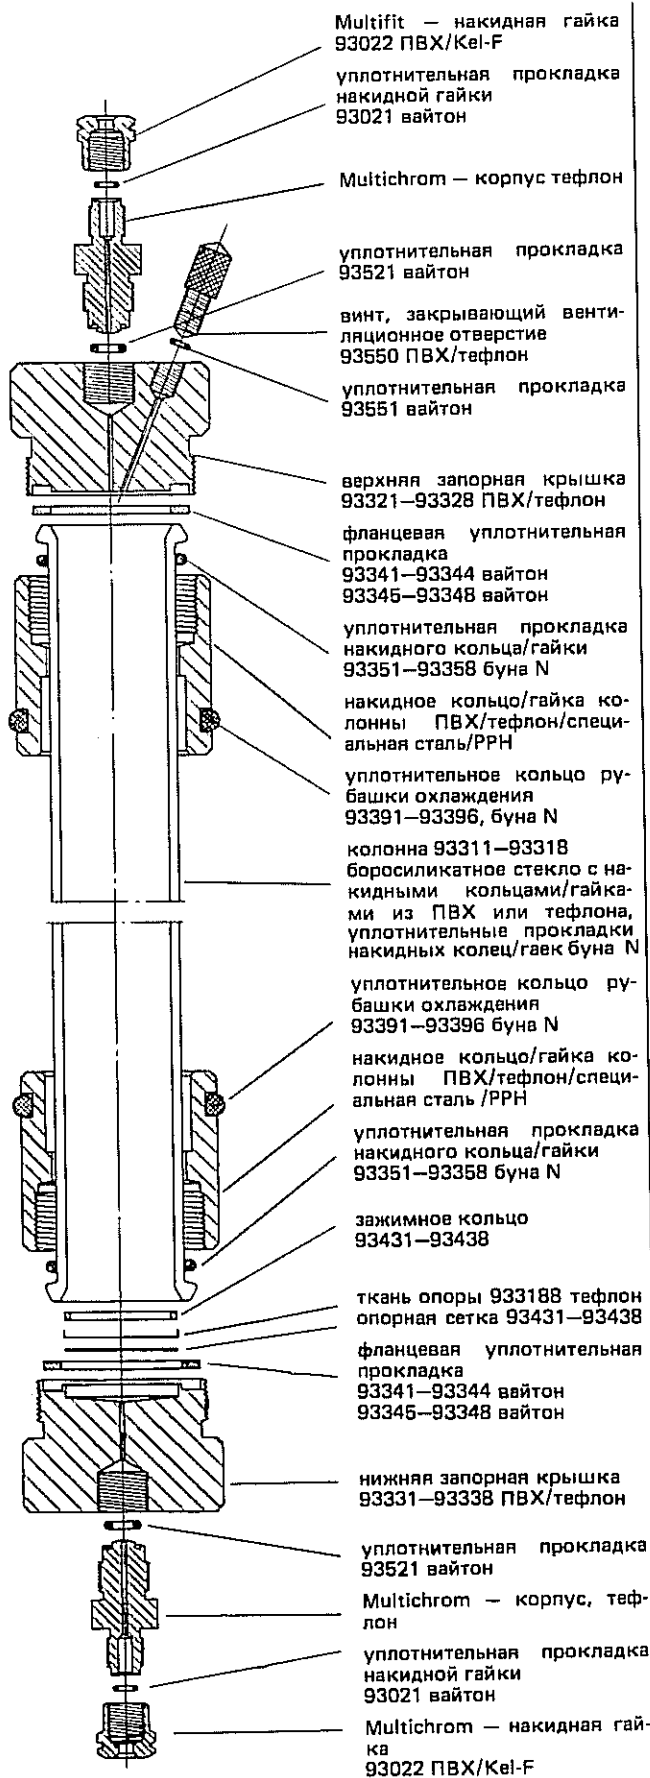 Multifit — накидная гайка
93022 ПВХ/Kel-F
уплотнительная прокладка
накидной гайки
93021 вайтон
Multichrom — корпус тефлон
уплотнительная прокладка
93521 вайтон
винт, закрывающий венти-
ляционное отверстие
93550 ПВХ/тефлон
уплотнительная прокладка
93551 вайтон
верхняя запорная крышка
93321—93328 ПВХ/тефлон
фланцевая уплотнительная
прокладка
93341—93344 вайтон
93345—93348 вайтон
уплотнительная прокладка
накидного кольца/гайки
93351—93358 буна N
накидное кольцо/гайка ко-
лонны ПВХ/тефлон/специ-
альная сталь/PPH
уплотнительное кольцо ру-
башки охлаждения
93391—93396, буна N
колонна 93311—93318
боросиликатное стекло с на-
кидными кольцами/гайка-
ми из ПВХ или тефлона,
уплотнительные прокладки
накидных колец/гаек буна N
уплотнительное кольцо ру-
башки охлаждения
93391—93396 буна N
накидное кольцо/гайка ко-
лонны ПВХ/тефлон/специ-
альная сталь /PPH
уплотнительная прокладка
накидного кольца/гайки
93351—93358 буна N
зажимное кольцо
93431—93438
ткань опоры 93318B тефлон
опорная сетка 93431—93438
фланцевая уплотнительная
прокладка
93341—93344 вайтон
93345—93348 вайтон
нижняя запорная крышка
93331—93338 ПВХ/тефлон
уплотнительная прокладка
93521 вайтон
Multichrom — корпус, теф-
лон
уплотнительная прокладка
накидной гайки
93021 вайтон
Multichrom — накидная гай-
ка
93022 ПВХ/Kel-F